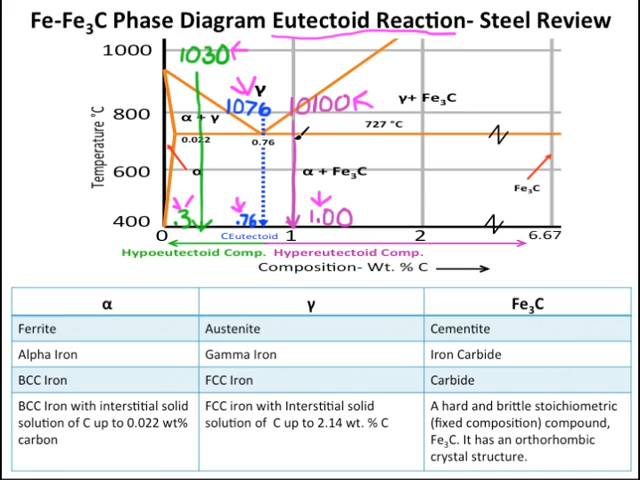 Fe-Fe₃C Phase Diagram Eutectoid Reaction- Steel Review
1000
1030
γ
1076
10100
γ+ Fe₃C
800
α + γ
727 °C
0.022
0.76
Temperature °C
600
α
α + Fe₃C
Fe₃C
400
.3
.76
1.00
0
CEutectoid
1
2
6.67
Hypoeutectoid Comp.
Hypereutectoid Comp.
Composition- Wt. % C
α
γ
Fe₃C
Ferrite
Austenite
Cementite
Alpha Iron
Gamma Iron
Iron Carbide
BCC Iron
FCC Iron
Carbide
BCC Iron with interstitial solid
solution of C up to 0.022 wt%
carbon
FCC iron with Interstitial solid
solution of  C up to 2.14 wt. % C
A hard and brittle stoichiometric
(fixed composition) compound,
Fe₃C. It has an orthorhombic
crystal structure.